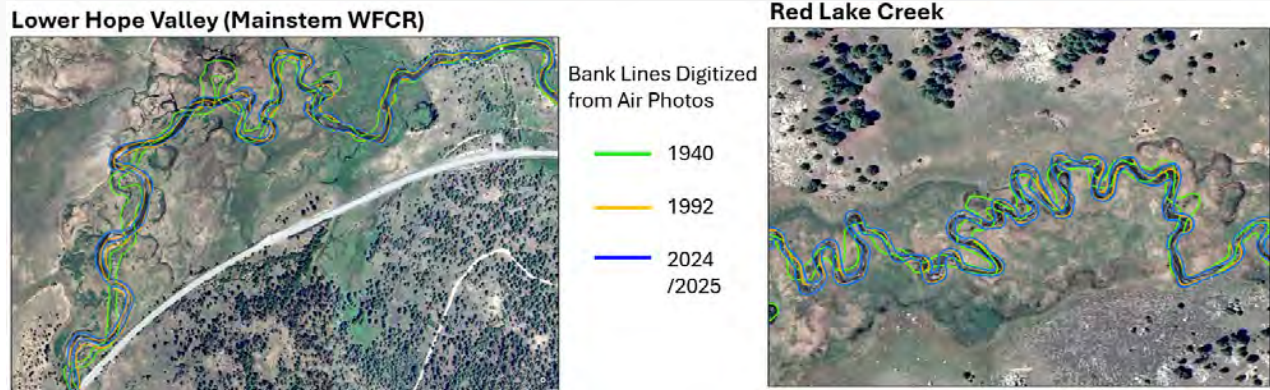 Lower Hope Valley (Mainstem WFCR)
Bank Lines Digitized
from Air Photos
1940
1992
2024
/2025
Red Lake Creek